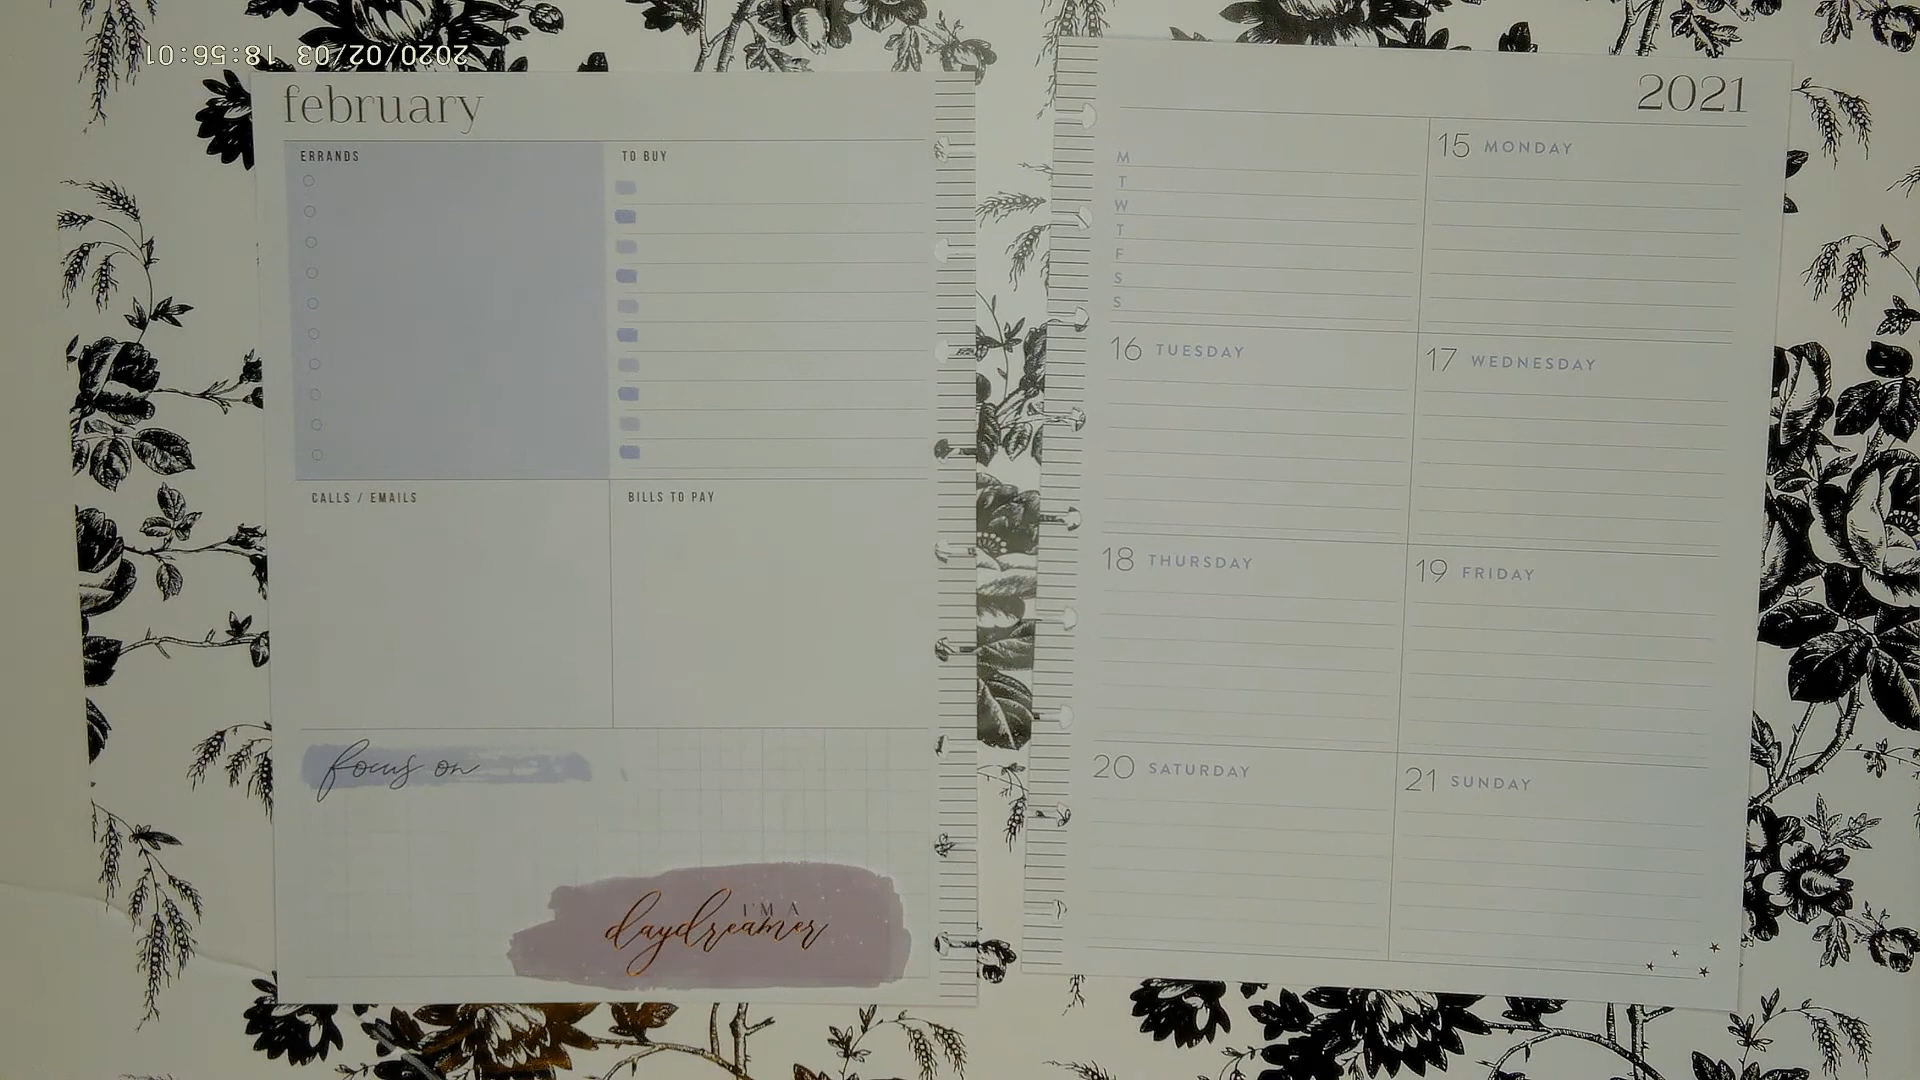 2020/02/03 18:56:01
february
ERRANDS
TO BUY
CALLS / EMAILS
BILLS TO PAY
focus on
I'M A
daydreamer
2021
M
T
W
T
F
S
S
15 MONDAY
16 TUESDAY
17 WEDNESDAY
18 THURSDAY
19 FRIDAY
20 SATURDAY
21 SUNDAY